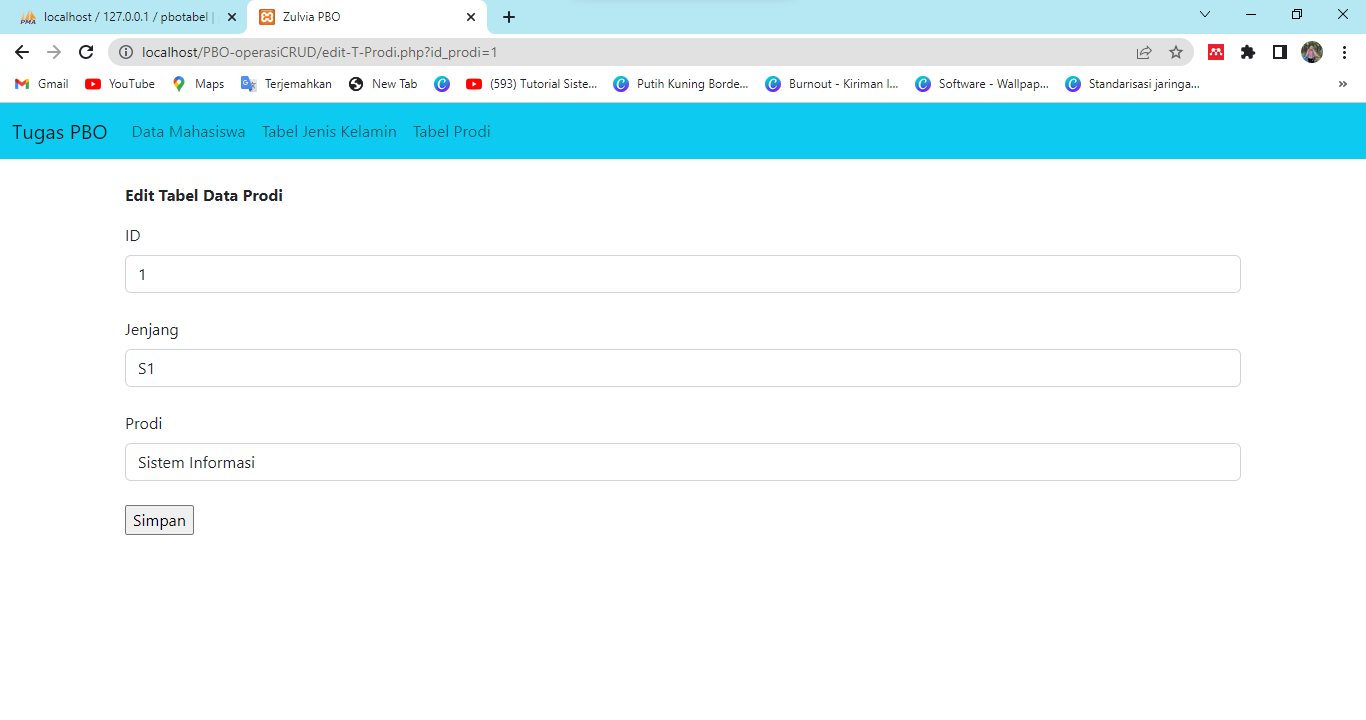 PMA localhost / 127.0.0.1 / pbotabel |
Zulvia PBO
localhost/PBO-operasiCRUD/edit-T-Prodi.php?id_prodi=1
Gmail YouTube Maps Terjemahkan New Tab (593) Tutorial Siste... Putih Kuning Borde... Burnout - Kiriman I... Software - Wallpap... Standarisasi jaringa... »
Tugas PBO Data Mahasiswa Tabel Jenis Kelamin Tabel Prodi
Edit Tabel Data Prodi
ID
1
Jenjang
S1
Prodi
Sistem Informasi
Simpan